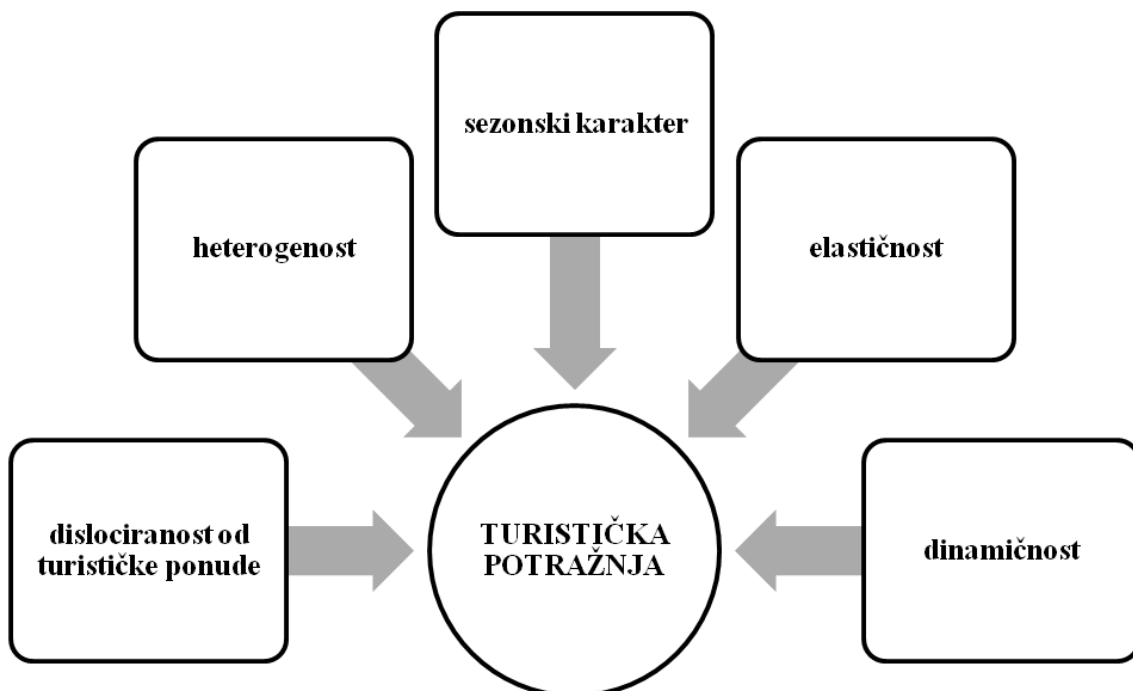 sezonski karakter
heterogenost
elastičnost
dislociranost od
turističke ponude
TURISTIČKA
POTRAŽNJA
dinamičnost